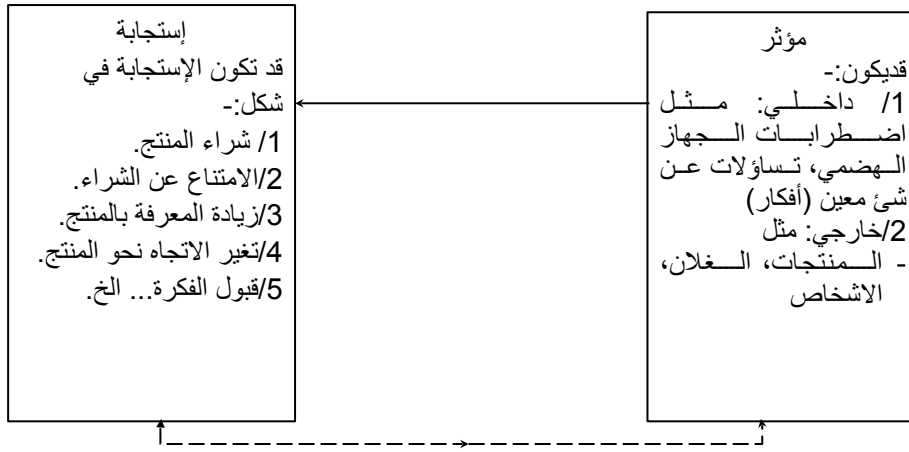 مؤثر
قديكون:-
1/ داخلي: مثل
اضطرابات الجهاز
الهضمي، تساؤلات عن
شئ معين (أفكار)
2/خارجي: مثل
- المنتجات، الغلان،
الاشخاص
إستجابة
قد تكون الإستجابة في
شكل:-
1/ شراء المنتج.
2/الامتناع عن الشراء.
3/زيادة المعرفة بالمنتج.
4/تغير الاتجاه نحو المنتج.
5/قبول الفكرة... الخ.